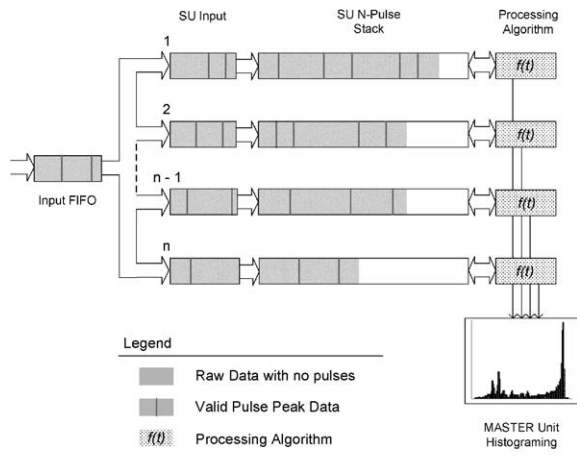 SU Input
SU N-Pulse
Stack
Processing
Algorithm
1
f(t)
2
f(t)
Input FIFO
n - 1
f(t)
n
f(t)
Legend
Raw Data with no pulses
Valid Pulse Peak Data
f(t) Processing Algorithm
MASTER Unit
Histograming